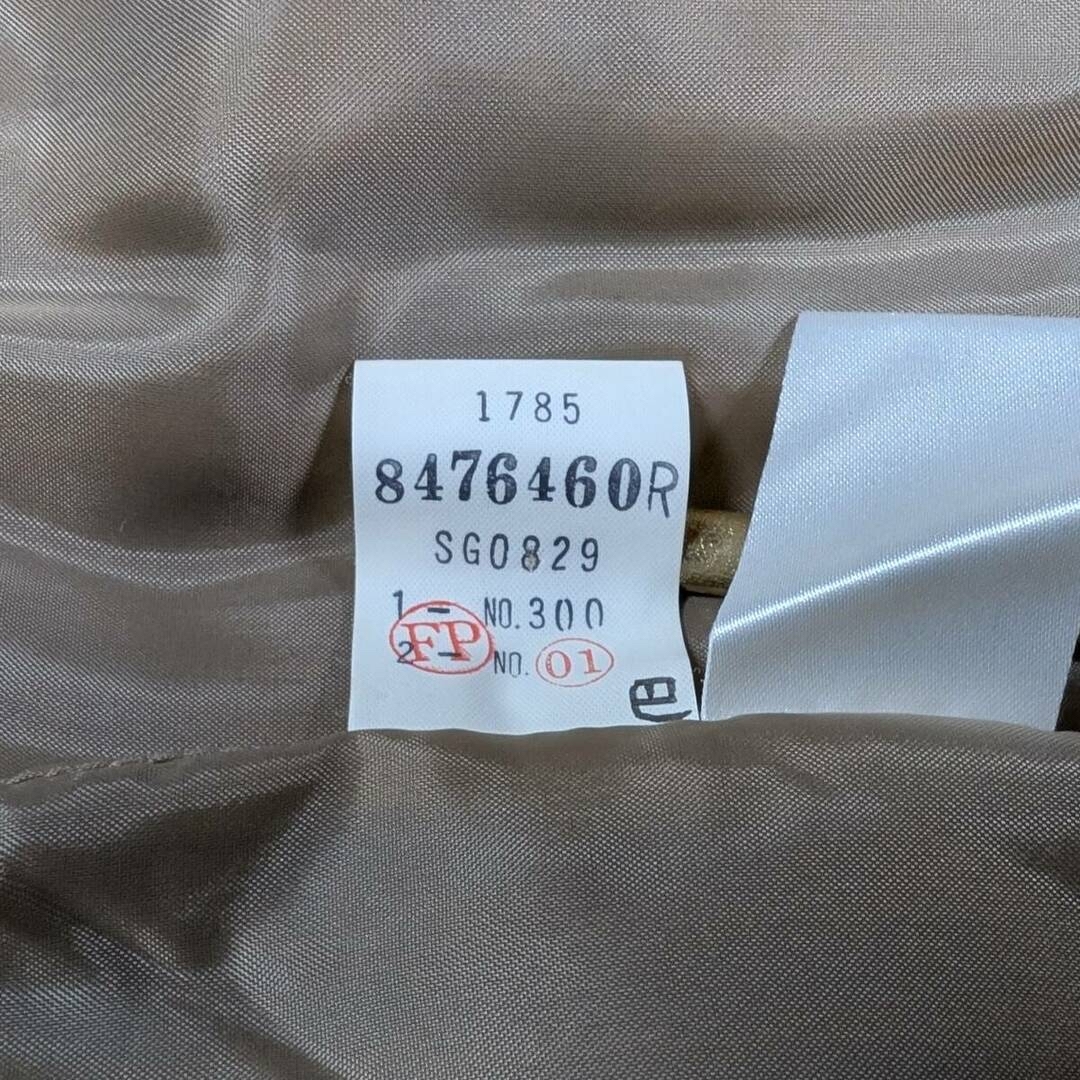 1785
8476460R
SG0829
1- NO.300
FP
2- NO. 01